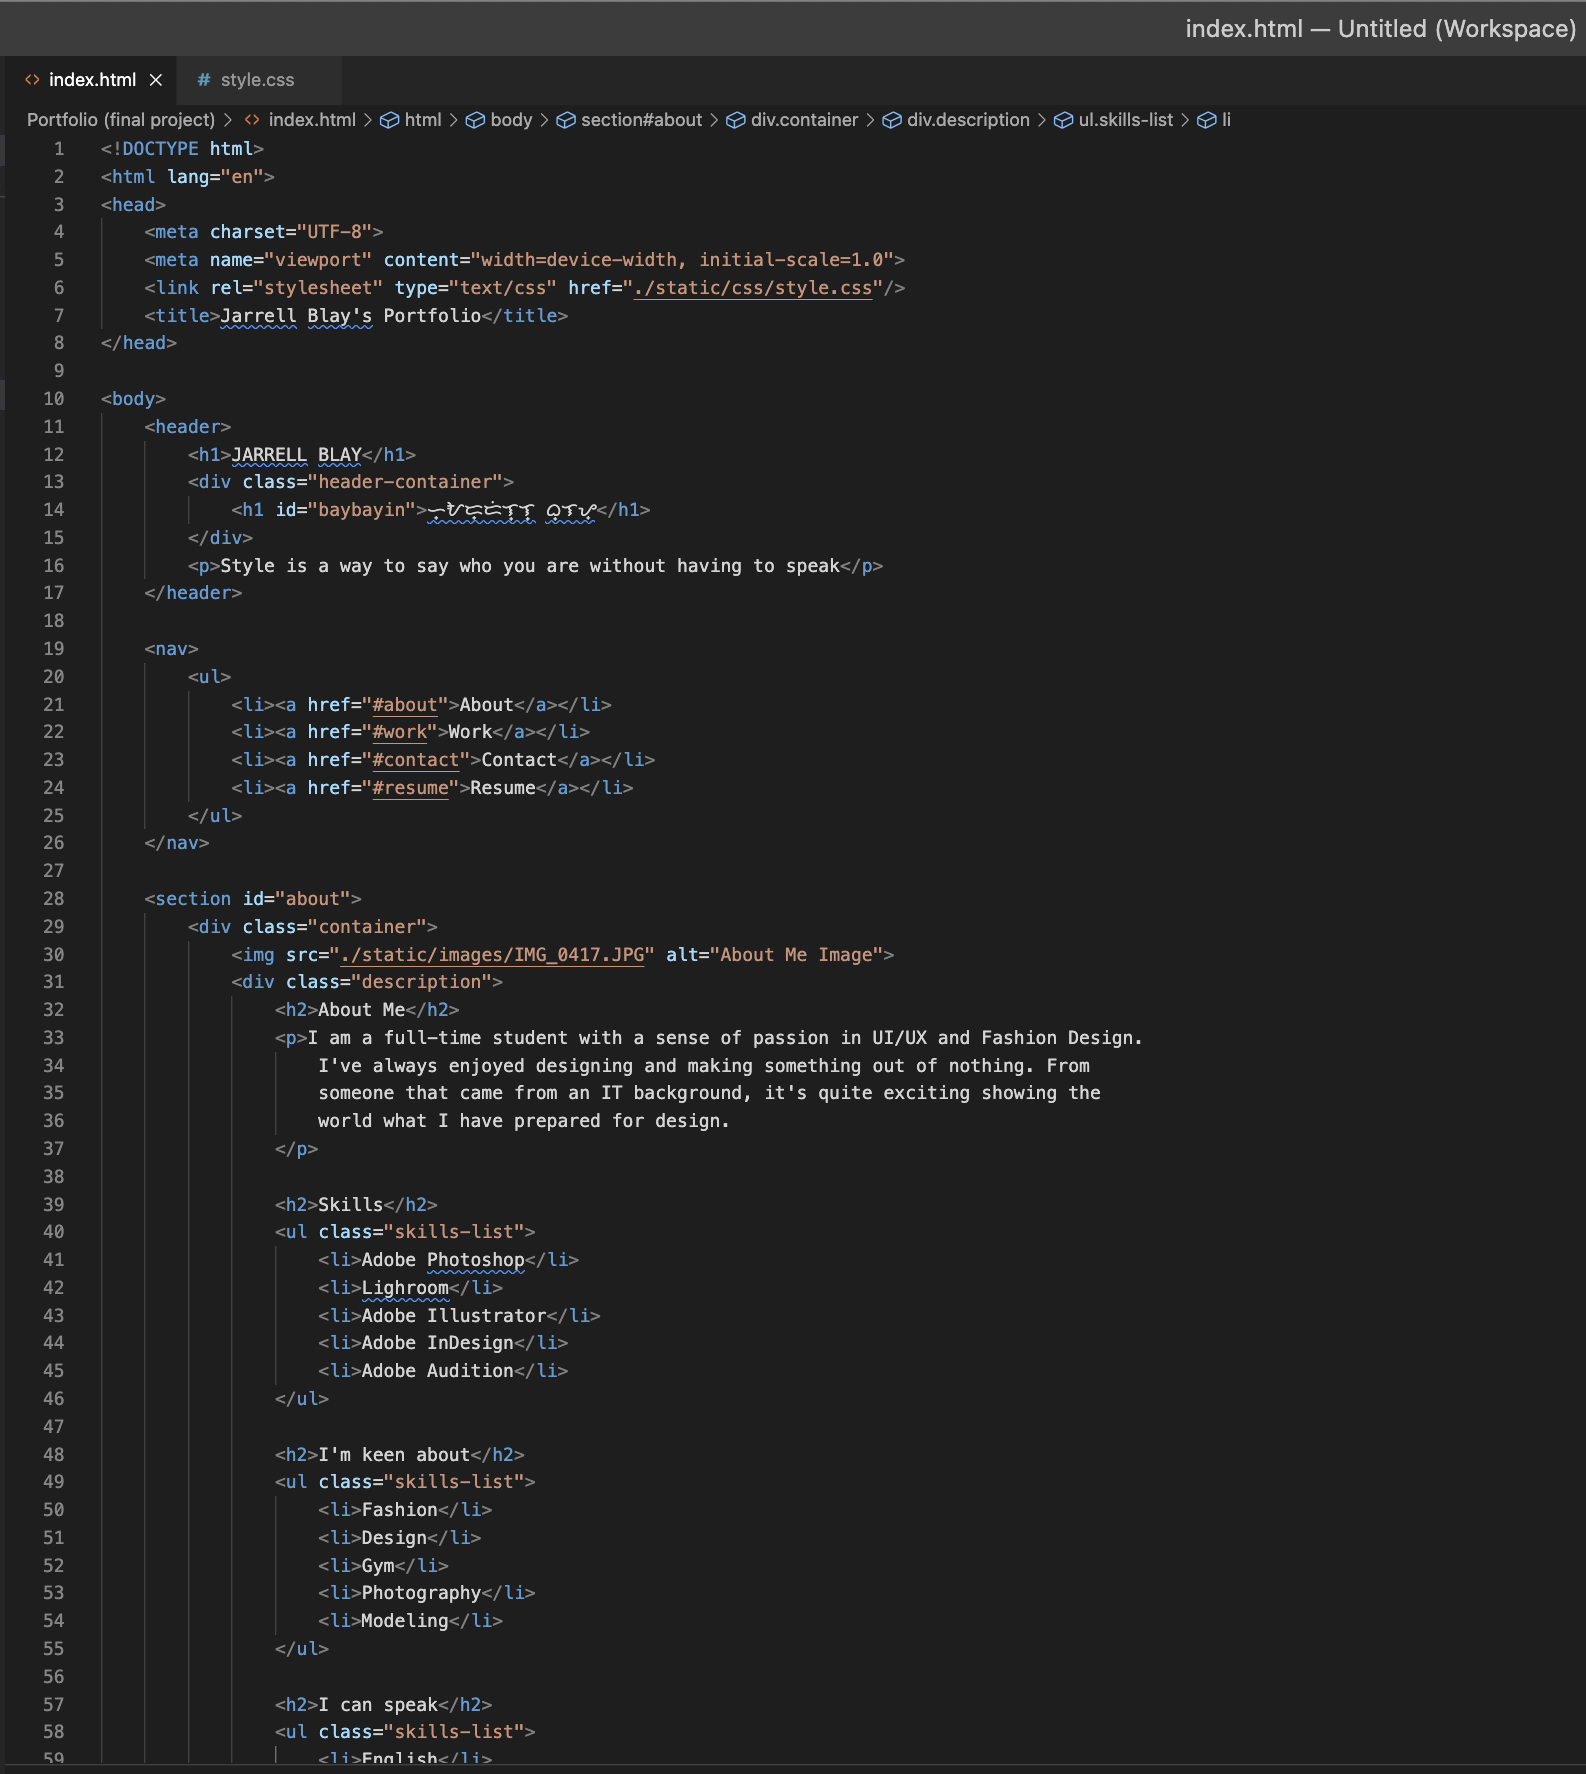 index.html — Untitled (Workspace)
index.html × # style.css
Portfolio (final project) > index.html > html > body > section#about > div.container > div.description > ul.skills-list > li
1 <!DOCTYPE html>
2 <html lang="en">
3 <head>
4 <meta charset="UTF-8">
5 <meta name="viewport" content="width=device-width, initial-scale=1.0">
6 <link rel="stylesheet" type="text/css" href="./static/css/style.css"/>
7 <title>Jarrell Blay's Portfolio</title>
8 </head>
9
10 <body>
11 <header>
12 <h1>JARRELL BLAY</h1>
13 <div class="header-container">
14 <h1 id="baybayin"></h1>
15 </div>
16 <p>Style is a way to say who you are without having to speak</p>
17 </header>
18
19 <nav>
20 <ul>
21 <li><a href="#about">About</a></li>
22 <li><a href="#work">Work</a></li>
23 <li><a href="#contact">Contact</a></li>
24 <li><a href="#resume">Resume</a></li>
25 </ul>
26 </nav>
27
28 <section id="about">
29 <div class="container">
30 <img src="./static/images/IMG_0417.JPG" alt="About Me Image">
31 <div class="description">
32 <h2>About Me</h2>
33 <p>I am a full-time student with a sense of passion in UI/UX and Fashion Design.
34 I've always enjoyed designing and making something out of nothing. From
35 someone that came from an IT background, it's quite exciting showing the
36 world what I have prepared for design.
37 </p>
38
39 <h2>Skills</h2>
40 <ul class="skills-list">
41 <li>Adobe Photoshop</li>
42 <li>Lighroom</li>
43 <li>Adobe Illustrator</li>
44 <li>Adobe InDesign</li>
45 <li>Adobe Audition</li>
46 </ul>
47
48 <h2>I'm keen about</h2>
49 <ul class="skills-list">
50 <li>Fashion</li>
51 <li>Design</li>
52 <li>Gym</li>
53 <li>Photography</li>
54 <li>Modeling</li>
55 </ul>
56
57 <h2>I can speak</h2>
58 <ul class="skills-list">
59 <li>English</li>